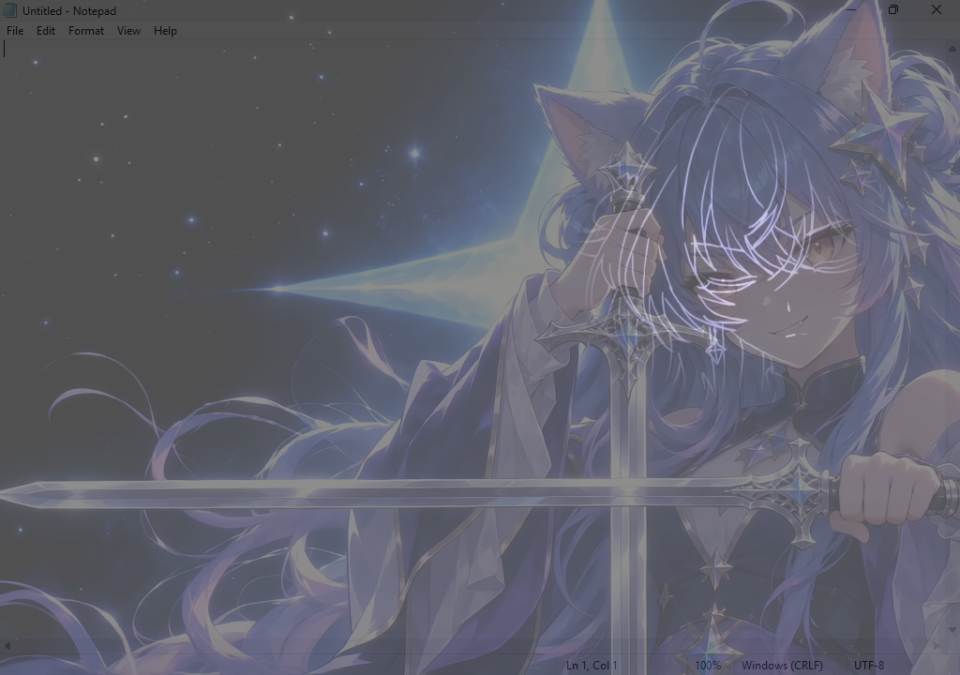 Untitled - Notepad
File Edit Format View Help
Ln 1, Col 1 100% Windows (CRLF) UTF-8